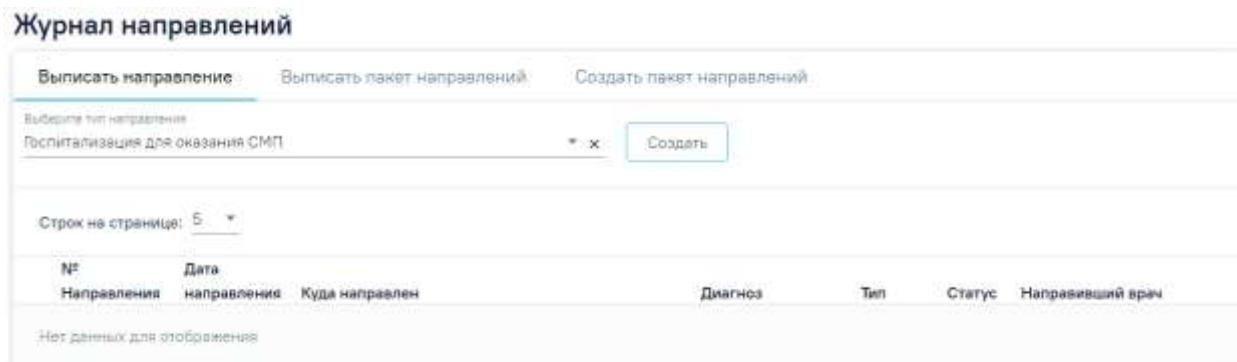 Журнал направлений
Выписать направление Выписать пакет направлений Создать пакет направлений
Выберите тип направления
Госпитализация для оказания СМП × Создать
Строк на странице: 5
№ Дата
Направления направления Куда направлен Диагноз Тип Статус Направивший врач
Нет данных для отображения